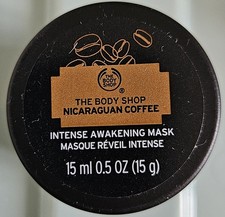 THE
BODY
SHOP
®
THE BODY SHOP
NICARAGUAN COFFEE
INTENSE AWAKENING MASK
MASQUE RÉVEIL INTENSE
15 ml 0.5 OZ (15 g)